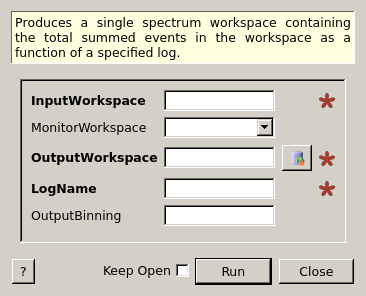 Produces a single spectrum workspace containing
the total summed events in the workspace as a
function of a specified log.
InputWorkspace
MonitorWorkspace
OutputWorkspace
LogName
OutputBinning
? Keep Open Run Close